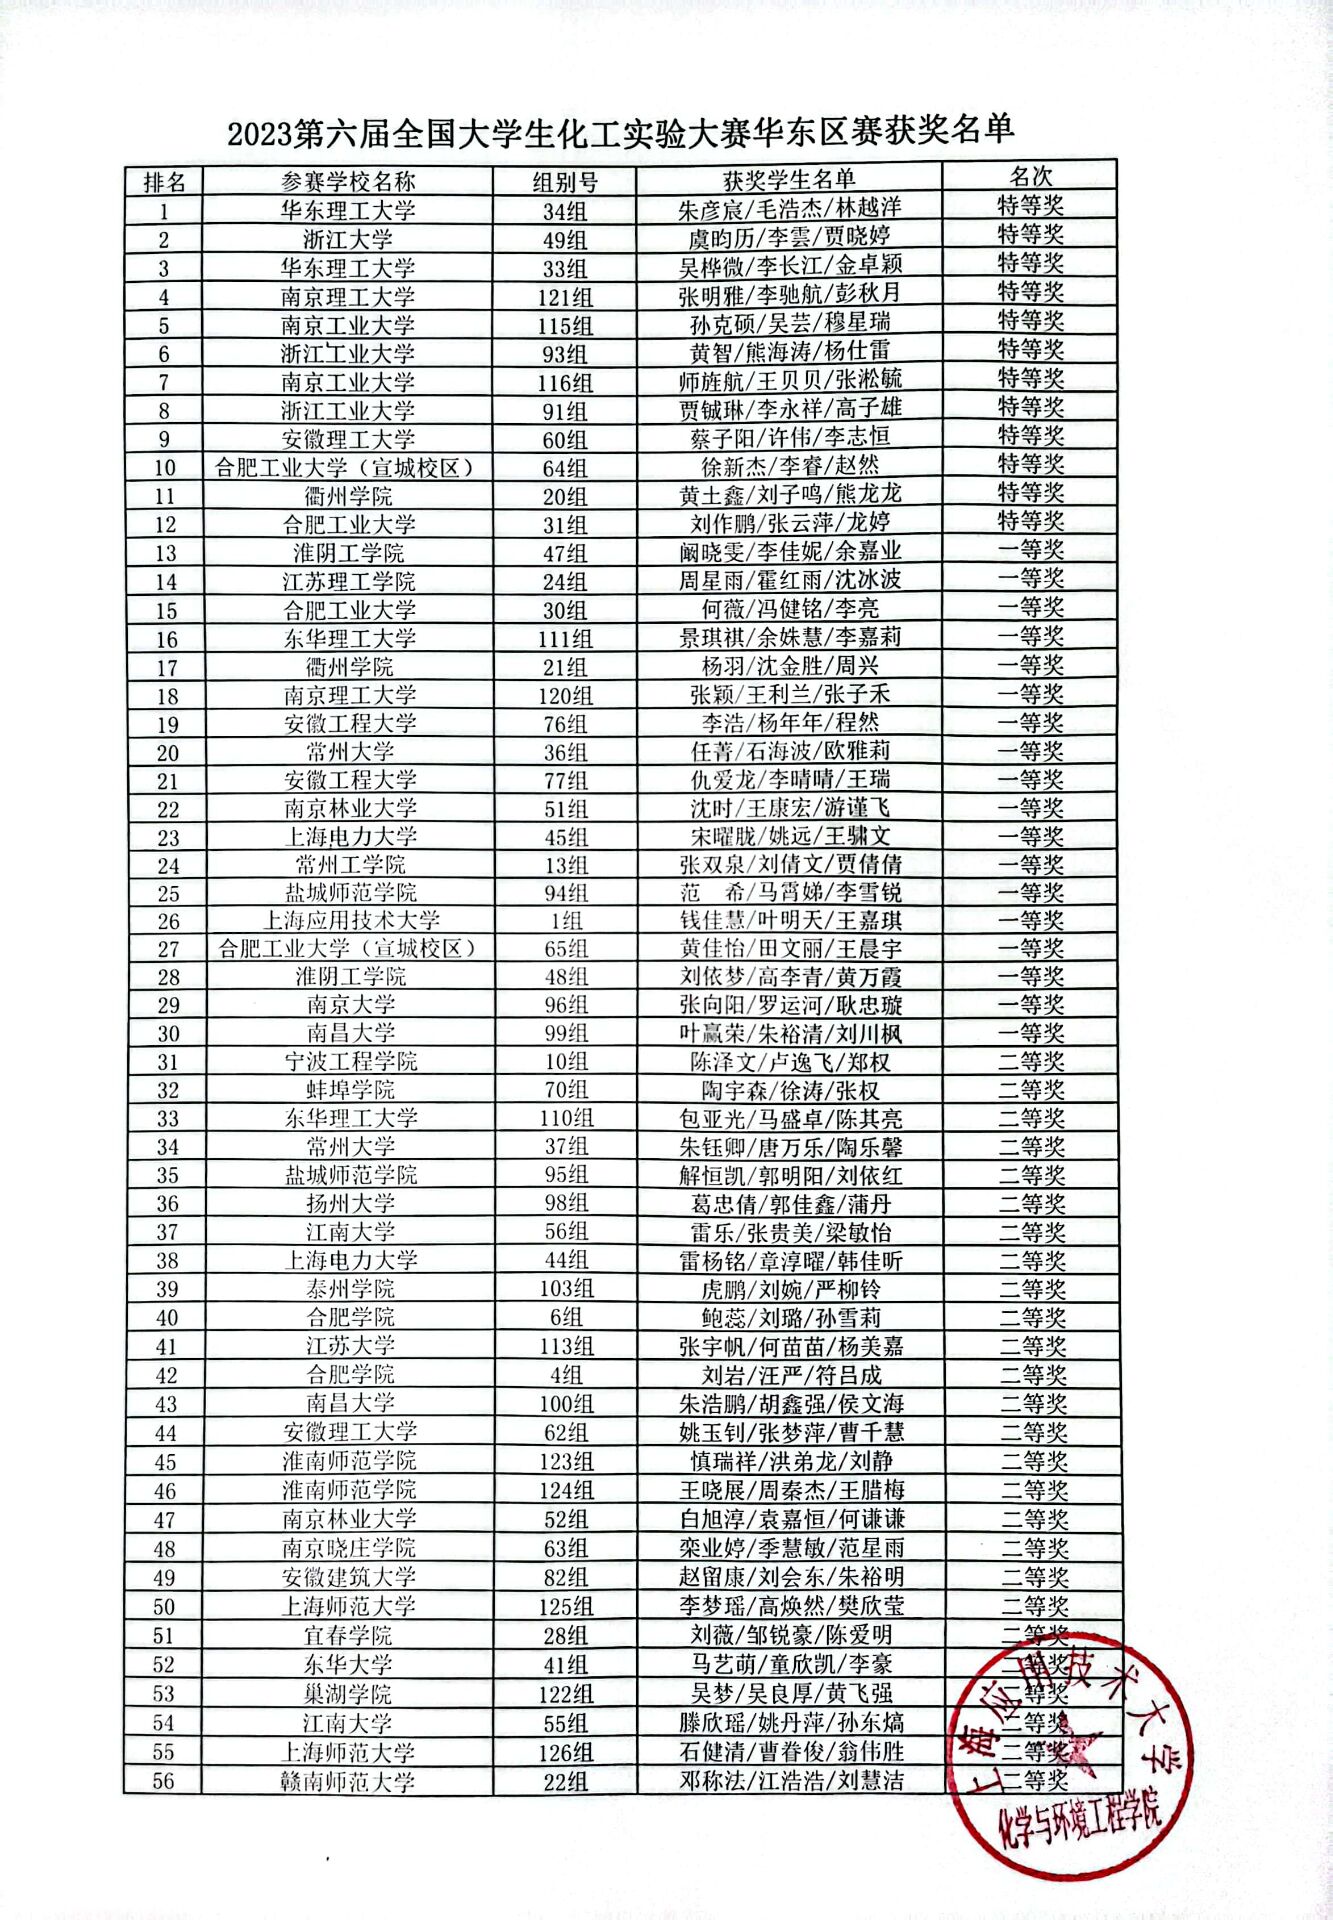 2023第六届全国大学生化工实验大赛华东区赛获奖名单
排名 参赛学校名称 组别号 获奖学生名单 名次
1 华东理工大学 34组 朱彦宸/毛浩杰/林越洋 特等奖
2 浙江大学 49组 虞昀历/李雲/贾晓婷 特等奖
3 华东理工大学 33组 吴桦微/李长江/金卓颖 特等奖
4 南京理工大学 121组 张明雅/李驰航/彭秋月 特等奖
5 南京工业大学 115组 孙克硕/吴芸/穆星瑞 特等奖
6 浙江工业大学 93组 黄智/熊海涛/杨仕雷 特等奖
7 南京工业大学 116组 师旌航/王贝贝/张淞毓 特等奖
8 浙江工业大学 91组 贾铖琳/李永祥/高子雄 特等奖
9 安徽理工大学 60组 蔡子阳/许伟/李志恒 特等奖
10 合肥工业大学（宣城校区） 64组 徐新杰/李睿/赵然 特等奖
11 衢州学院 20组 黄土鑫/刘子鸣/熊龙龙 特等奖
12 合肥工业大学 31组 刘作鹏/张云萍/龙婷 特等奖
13 淮阴工学院 47组 阚晓雯/李佳妮/余嘉业 一等奖
14 江苏理工学院 24组 周星雨/霍红雨/沈冰波 一等奖
15 合肥工业大学 30组 何薇/冯健铭/李亮 一等奖
16 东华理工大学 111组 景琪祺/余姝慧/李嘉莉 一等奖
17 衢州学院 21组 杨羽/沈金胜/周兴 一等奖
18 南京理工大学 120组 张颖/王利兰/张子禾 一等奖
19 安徽工程大学 76组 李浩/杨年年/程然 一等奖
20 常州大学 36组 任菁/石海波/欧雅莉 一等奖
21 安徽工程大学 77组 仇爱龙/李晴晴/王瑞 一等奖
22 南京林业大学 51组 沈时/王康宏/游谨飞 一等奖
23 上海电力大学 45组 宋曜胧/姚远/王骕文 一等奖
24 常州工学院 13组 张双泉/刘倩文/贾倩倩 一等奖
25 盐城师范学院 94组 范 希/马霄娣/李雪锐 一等奖
26 上海应用技术大学 1组 钱佳慧/叶明天/王嘉琪 一等奖
27 合肥工业大学（宣城校区） 65组 黄佳怡/田文丽/王晨宇 一等奖
28 淮阴工学院 48组 刘依梦/高李青/黄万霞 一等奖
29 南京大学 96组 张向阳/罗运河/耿忠璇 一等奖
30 南昌大学 99组 叶赢荣/朱裕清/刘川枫 一等奖
31 宁波工程学院 10组 陈泽文/卢逸飞/郑权 二等奖
32 蚌埠学院 70组 陶宇森/徐涛/张权 二等奖
33 东华理工大学 110组 包亚光/马盛卓/陈其亮 二等奖
34 常州大学 37组 朱钰卿/唐万乐/陶乐馨 二等奖
35 盐城师范学院 95组 解恒凯/郭明阳/刘依红 二等奖
36 扬州大学 98组 葛忠倩/郭佳鑫/蒲丹 二等奖
37 江南大学 56组 雷乐/张贵美/梁敏怡 二等奖
38 上海电力大学 44组 雷杨铭/章淳曜/韩佳昕 二等奖
39 泰州学院 103组 虎鹏/刘婉/严柳铃 二等奖
40 合肥学院 6组 鲍蕊/刘璐/孙雪莉 二等奖
41 江苏大学 113组 张宇帆/何苗苗/杨美嘉 二等奖
42 合肥学院 4组 刘岩/汪严/符吕成 二等奖
43 南昌大学 100组 朱浩鹏/胡鑫强/侯文海 二等奖
44 安徽理工大学 62组 姚玉钊/张梦萍/曹千慧 二等奖
45 淮南师范学院 123组 慎瑞祥/洪弟龙/刘静 二等奖
46 淮南师范学院 124组 王晓展/周秦杰/王腊梅 二等奖
47 南京林业大学 52组 白旭淳/袁嘉恒/何谦谦 二等奖
48 南京晓庄学院 63组 栾业婷/季慧敏/范星雨 二等奖
49 安徽建筑大学 82组 赵留康/刘会东/朱裕明 二等奖
50 上海师范大学 125组 李梦瑶/高焕然/樊欣莹 二等奖
51 宜春学院 28组 刘薇/邹锐豪/陈爱明 二等奖
52 东华大学 41组 马艺萌/童欣凯/李豪 二等奖
53 巢湖学院 122组 吴梦/吴良厚/黄飞强 二等奖
54 江南大学 55组 滕欣瑶/姚丹萍/孙东熇 二等奖
55 上海师范大学 126组 石健清/曹眷俊/翁伟胜 二等奖
56 赣南师范大学 22组 邓称法/江浩浩/刘慧洁 二等奖
上海应用技术大学
化学与环境工程学院